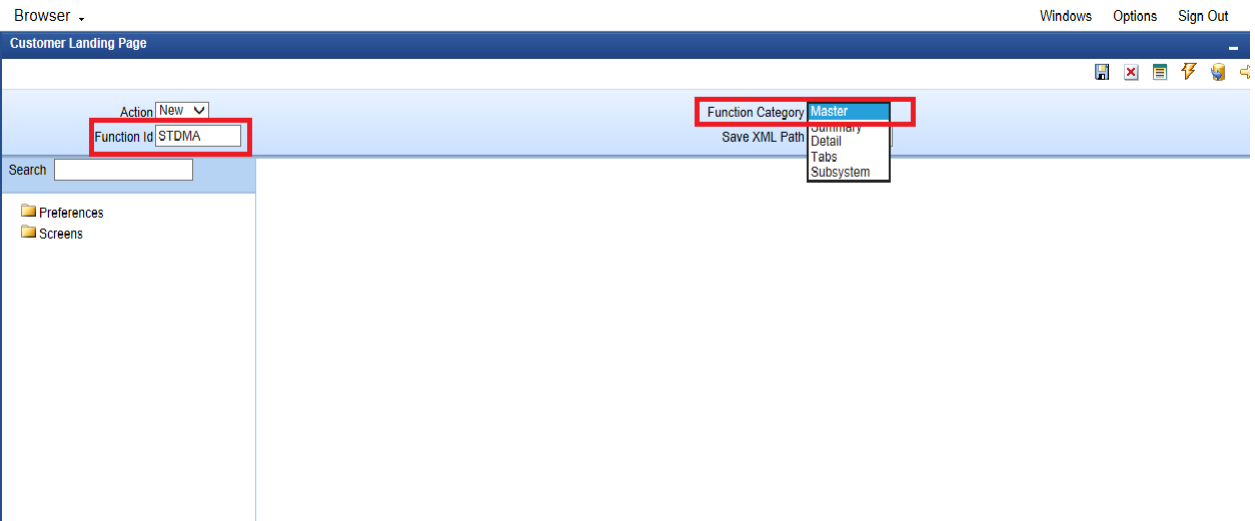 Browser
Windows Options Sign Out
Customer Landing Page
Action New
Function Category Master
Function Id STDMA
Save XML Path
Summary
Detail
Tabs
Subsystem
Search
Preferences
Screens